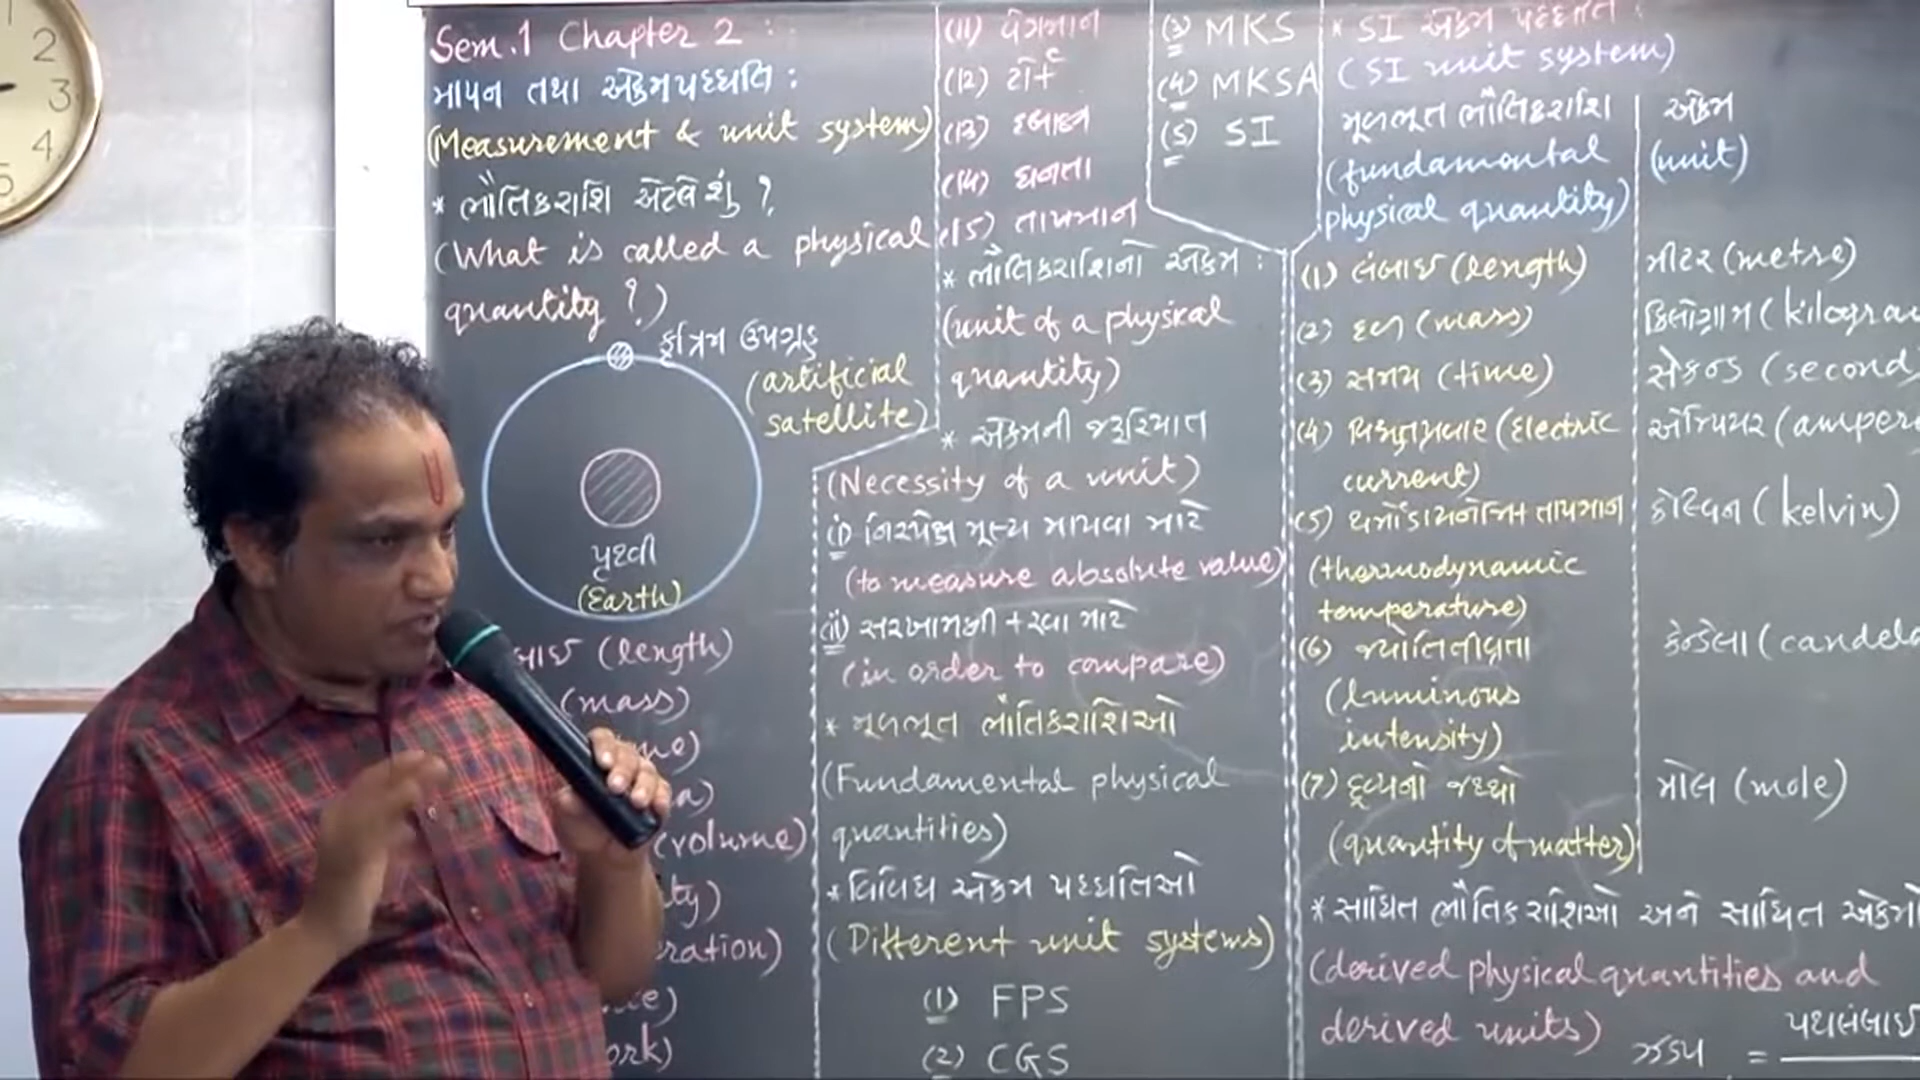 Sem.1 Chapter 2 :
માપન તથા એકમપદ્ધતિ :
(Measurement & unit system)
* ભૌતિકરાશિ એટલે શું ?
(What is called a physical
quantity ?)
કૃત્રિમ ઉપગ્રહ
(artificial
satellite)
પૃથ્વી
(Earth)
(length)
(mass)
(volume)
(11) વેગમાન
(12) ટોર્ક
(13) દબાણ
(14) ઘનતા
(15) તાપમાન
* ભૌતિકરાશિનો એકમ :
(unit of a physical
quantity)
* એકમની જરૂરિયાત
(Necessity of a unit)
(i) નિરપેક્ષ મૂલ્ય માપવા માટે
(to measure absolute value)
(ii) સરખામણી કરવા માટે
(in order to compare)
* મૂળભૂત ભૌતિકરાશિઓ
(Fundamental physical
quantities)
* વિવિધ એકમ પદ્ધતિઓ
(Different unit systems)
(1) FPS
(2) CGS
(3) MKS
(4) MKSA
(5) SI
* SI એકમ પદ્ધતિ :
(SI unit system)
મૂળભૂત ભૌતિકરાશિ એકમ
(fundamental (unit)
physical quantity)
(1) લંબાઈ (length) મીટર (metre)
(2) દળ (mass) કિલોગ્રામ (kilogra
(3) સમય (time) સેકન્ડ (second)
(4) વિદ્યુતપ્રવાહ (Electric એમ્પિયર (amper
current)
(5) થર્મોડાયનેમિક તાપમાન કેલ્વિન (kelvin)
(thermodynamic
temperature)
(6) જ્યોતિતીવ્રતા કેન્ડેલા (candela
(luminous
intensity)
(7) દ્રવ્યનો જથ્થો મોલ (mole)
(quantity of matter)
* સાધિત ભૌતિકરાશિઓ અને સાધિત એકમો
(derived physical quantities and
derived units)
ઝડપ = પથલંબાઈ